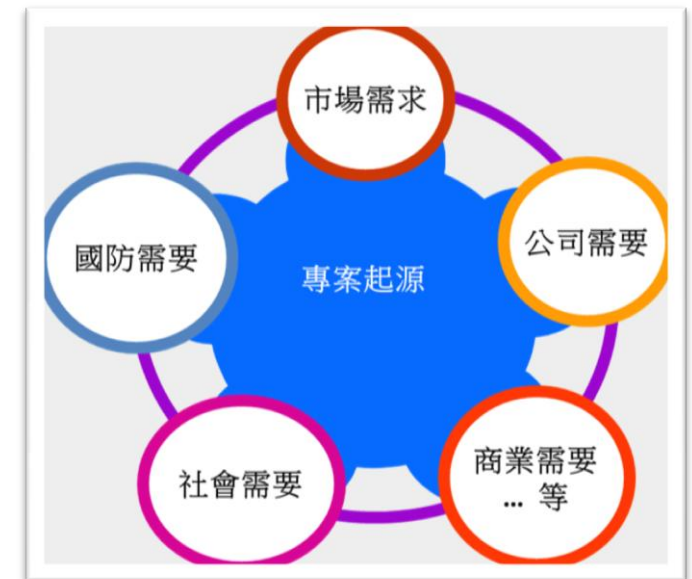 市場需求
公司需要
國防需要
專案起源
商業需要
... 等
社會需要